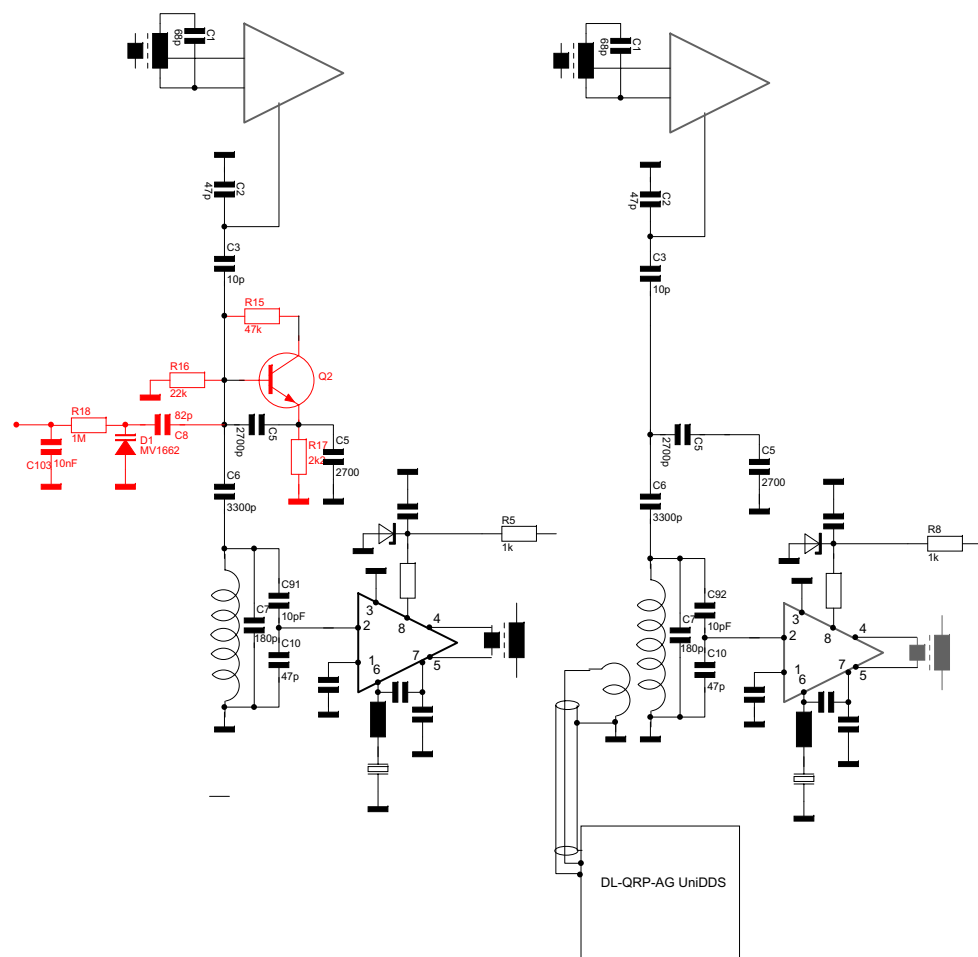 C1
68p
C2
47p
C3
10p
R15
47k
R16
22k
Q2
R18
1M
82p
C8
D1
MV1662
C103
10nF
2700p
C5
R17
2k2
C5
2700
C6
3300p
R5
1k
C91
10pF
C7
180p
C10
47p
3
2
8
4
1
7
5
6
C1
68p
C2
47p
C3
10p
2700p
C5
C5
2700
C6
3300p
R8
1k
C92
10pF
C7
180p
C10
47p
3
2
8
4
1
7
5
6
DL-QRP-AG UniDDS